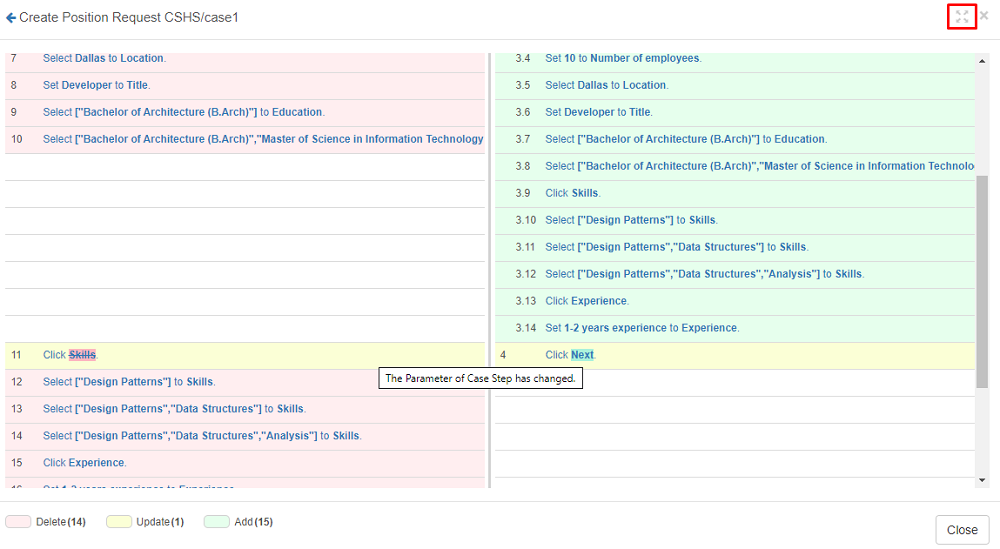 Create Position Request CSHS/case1
7 Select Dallas to Location.
8 Set Developer to Title.
9 Select ["Bachelor of Architecture (B.Arch)"] to Education.
10 Select ["Bachelor of Architecture (B.Arch)","Master of Science in Information Technology
11 Click Skills.
12 Select ["Design Patterns"] to Skills.
13 Select ["Design Patterns","Data Structures"] to Skills.
14 Select ["Design Patterns","Data Structures","Analysis"] to Skills.
15 Click Experience.
16 Set 1-2 years experience to Experience.
3.4 Set 10 to Number of employees.
3.5 Select Dallas to Location.
3.6 Set Developer to Title.
3.7 Select ["Bachelor of Architecture (B.Arch)"] to Education.
3.8 Select ["Bachelor of Architecture (B.Arch)","Master of Science in Information Technolo
3.9 Click Skills.
3.10 Select ["Design Patterns"] to Skills.
3.11 Select ["Design Patterns","Data Structures"] to Skills.
3.12 Select ["Design Patterns","Data Structures","Analysis"] to Skills.
3.13 Click Experience.
3.14 Set 1-2 years experience to Experience.
4 Click Next.
The Parameter of Case Step has changed.
Delete(14) Update(1) Add(15)
Close